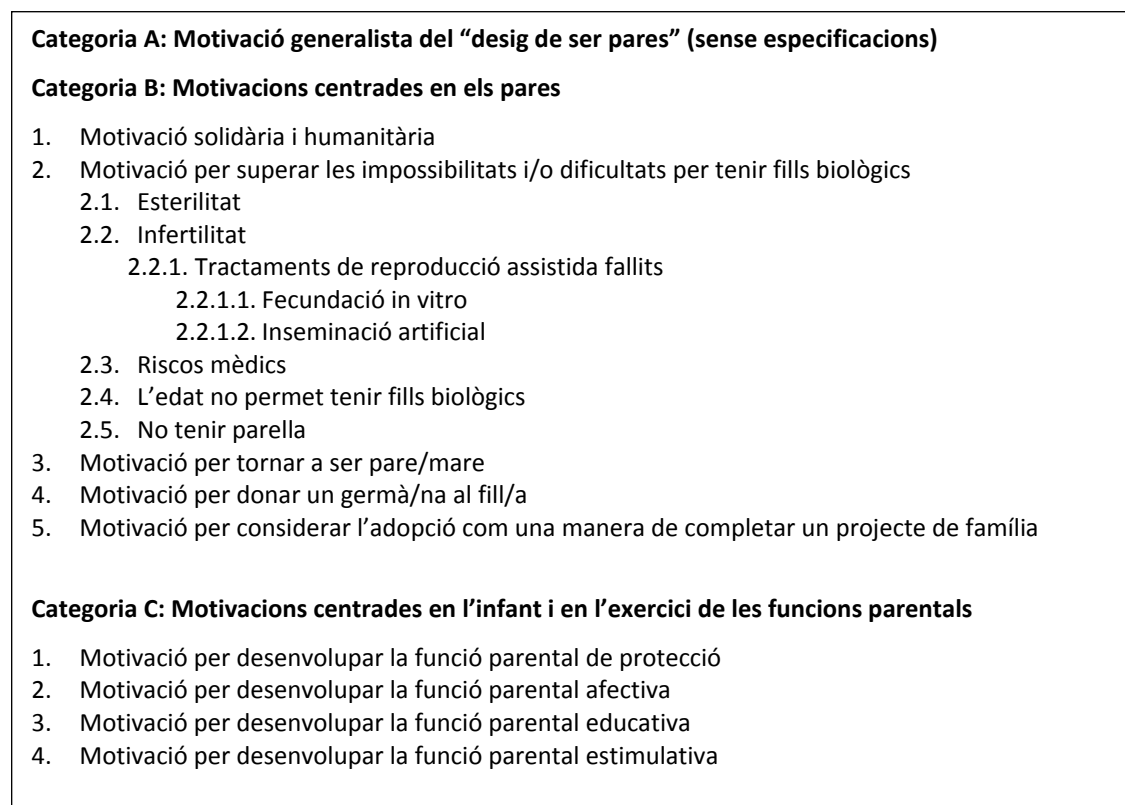 Categoria A: Motivació generalista del “desig de ser pares” (sense especificacions)
Categoria B: Motivacions centrades en els pares
1. Motivació solidària i humanitària
2. Motivació per superar les impossibilitats i/o dificultats per tenir fills biològics
2.1. Esterilitat
2.2. Infertilitat
2.2.1. Tractaments de reproducció assistida fallits
2.2.1.1. Fecundació in vitro
2.2.1.2. Inseminació artificial
2.3. Riscos mèdics
2.4. L’edat no permet tenir fills biològics
2.5. No tenir parella
3. Motivació per tornar a ser pare/mare
4. Motivació per donar un germà/na al fill/a
5. Motivació per considerar l’adopció com una manera de completar un projecte de família
Categoria C: Motivacions centrades en l’infant i en l’exercici de les funcions parentals
1. Motivació per desenvolupar la funció parental de protecció
2. Motivació per desenvolupar la funció parental afectiva
3. Motivació per desenvolupar la funció parental educativa
4. Motivació per desenvolupar la funció parental estimulativa